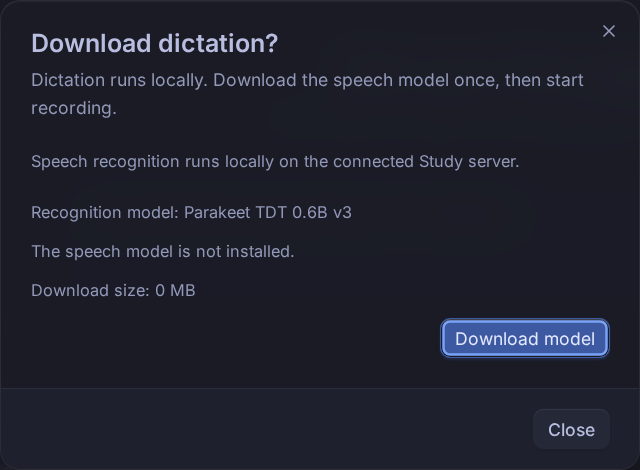 Download dictation?
Dictation runs locally. Download the speech model once, then start
recording.
Speech recognition runs locally on the connected Study server.
Recognition model: Parakeet TDT 0.6B v3
The speech model is not installed.
Download size: 0 MB
Download model
Close